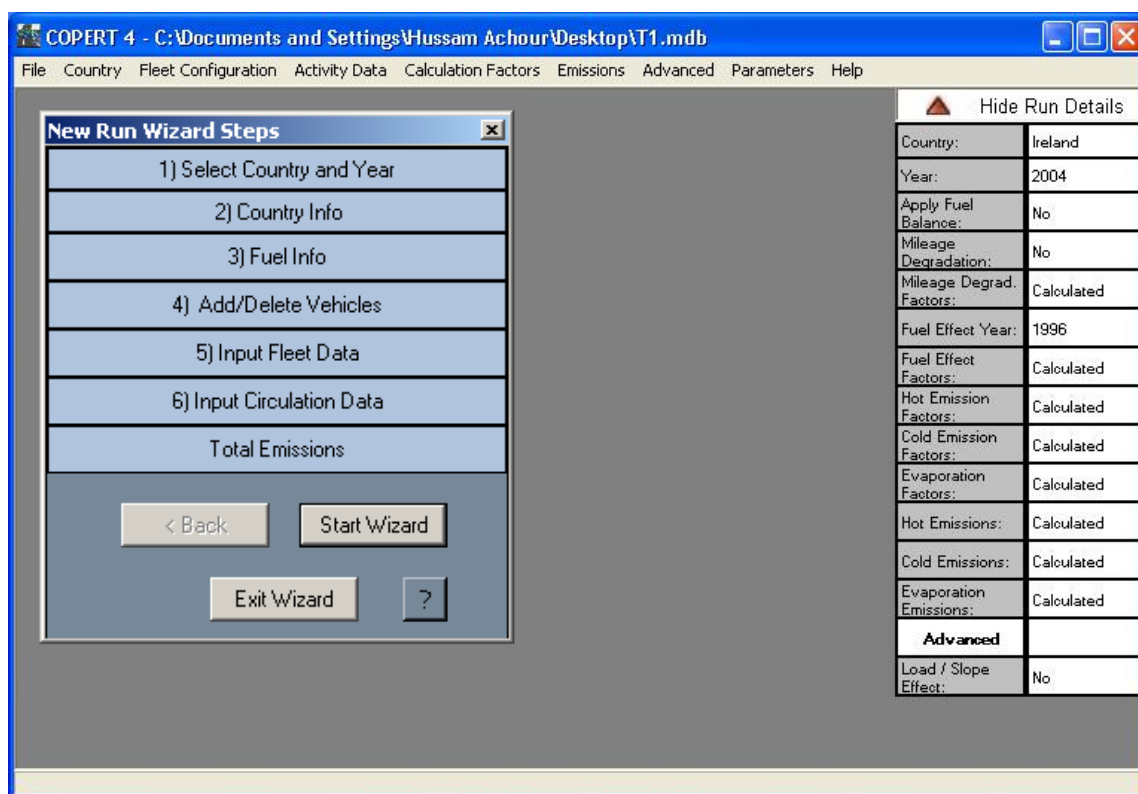 COPERT 4 - C:\Documents and Settings\Hussam Achour\Desktop\T1.mdb
File Country Fleet Configuration Activity Data Calculation Factors Emissions Advanced Parameters Help
New Run Wizard Steps
1) Select Country and Year
2) Country Info
3) Fuel Info
4) Add/Delete Vehicles
5) Input Fleet Data
6) Input Circulation Data
Total Emissions
< Back Start Wizard
Exit Wizard ?
Hide Run Details
Country: Ireland
Year: 2004
Apply Fuel
Balance: No
Mileage
Degradation: No
Mileage Degrad.
Factors: Calculated
Fuel Effect Year: 1996
Fuel Effect
Factors: Calculated
Hot Emission
Factors: Calculated
Cold Emission
Factors: Calculated
Evaporation
Factors: Calculated
Hot Emissions: Calculated
Cold Emissions: Calculated
Evaporation
Emissions: Calculated
Advanced
Load / Slope
Effect: No